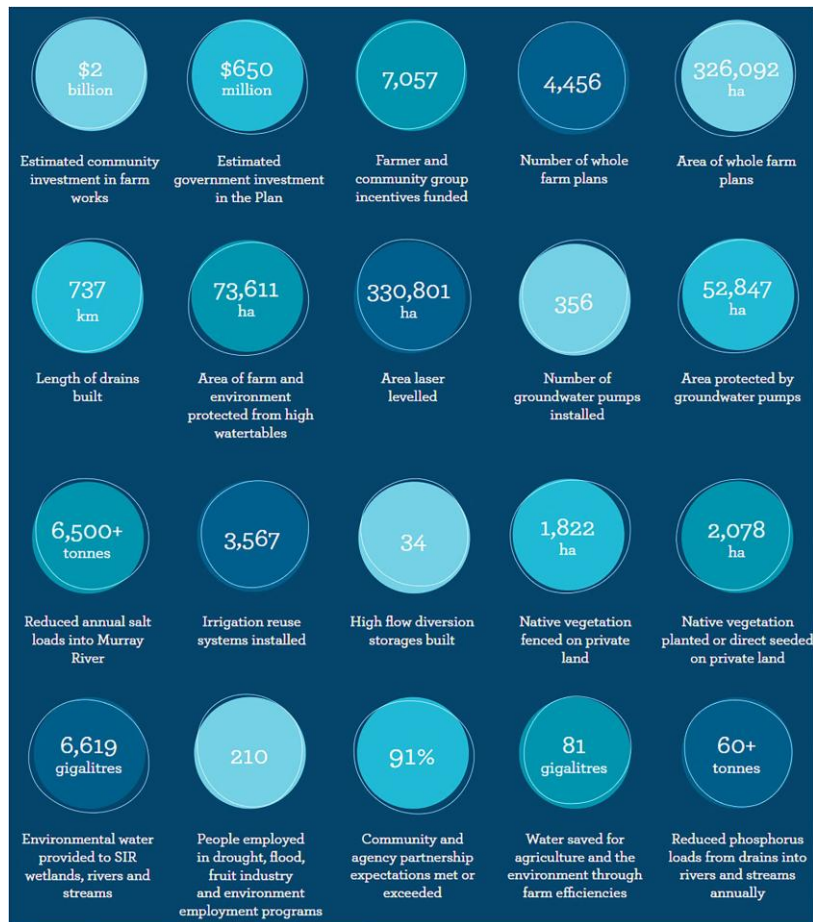 $2
billion
Estimated community
investment in farm
works
$650
million
Estimated
government investment
in the Plan
7,057
Farmer and
community group
incentives funded
4,456
Number of whole
farm plans
326,092
ha
Area of whole farm
plans
737
km
Length of drains
built
73,611
ha
Area of farm and
environment
protected from high
watertables
330,801
ha
Area laser
levelled
356
Number of
groundwater pumps
installed
52,847
ha
Area protected by
groundwater pumps
6,500+
tonnes
Reduced annual salt
loads into Murray
River
3,567
Irrigation reuse
systems installed
34
High flow diversion
storages built
1,822
ha
Native vegetation
fenced on private
land
2,078
ha
Native vegetation
planted or direct seeded
on private land
6,619
gigalitres
Environmental water
provided to SIR
wetlands, rivers and
streams
210
People employed
in drought, flood,
fruit industry
and environment
employment programs
91%
Community and
agency partnership
expectations met or
exceeded
81
gigalitres
Water saved for
agriculture and the
environment through
farm efficiencies
60+
tonnes
Reduced phosphorus
loads from drains into
rivers and streams
annually